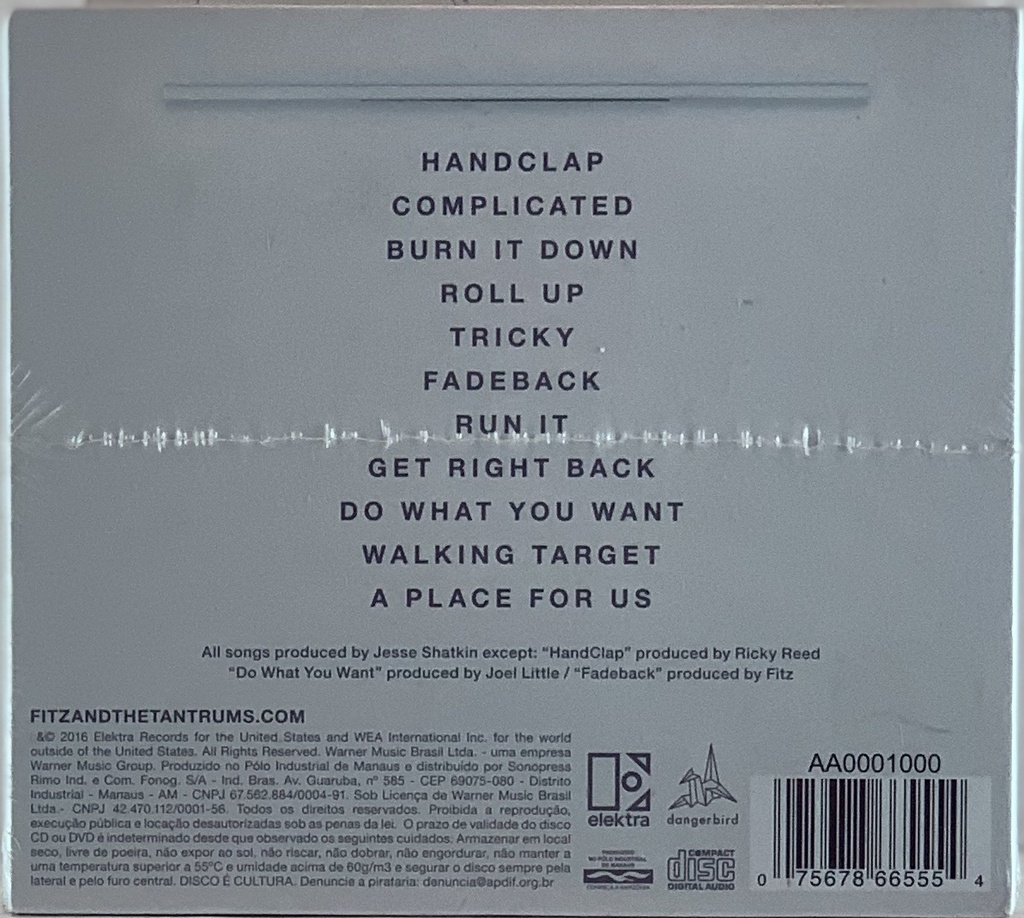 HANDCLAP
COMPLICATED
BURN IT DOWN
ROLL UP
TRICKY
FADEBACK
RUN IT
GET RIGHT BACK
DO WHAT YOU WANT
WALKING TARGET
A PLACE FOR US
All songs produced by Jesse Shatkin except: “HandClap” produced by Ricky Reed
“Do What You Want” produced by Joel Little / “Fadeback” produced by Fitz
FITZANDTHETANTRUMS.COM
&© 2016 Elektra Records for the United States and WEA International Inc. for the world
outside of the United States. All Rights Reserved. Warner Music Brasil Ltda. - uma empresa
Warner Music Group. Produzido no Pólo Industrial de Manaus e distribuído por Sonopress
Rimo Ind. e Com. Fonog. S/A - Ind. Bras. Av. Guaruba, nº 585 - CEP 69075-080 - Distrito
Industrial - Manaus - AM - CNPJ 67.562.884/0004-91. Sob Licença de Warner Music Brasil
Ltda.- CNPJ 42.470.112/0001-56. Todos os direitos reservados. Proibida a reprodução,
execução pública e locação desautorizadas sob as penas da lei. O prazo de validade do disco
CD ou DVD é indeterminado desde que observado os seguintes cuidados: Armazenar em local
seco, livre de poeira, não expor ao sol, não riscar, não dobrar, não engordurar, não manter a
uma temperatura superior a 55ºC e umidade acima de 60g/m3 e segurar o disco sempre pela
lateral e pelo furo central. DISCO É CULTURA. Denuncie a pirataria: denuncia@apdif.org.br
elektra
dangerbird
PRODUZIDO
NO PÓLO INDUSTRIAL
DE MANAUS
CONHEÇA A AMAZÔNIA
COMPACT
disc
DIGITAL AUDIO
AA0001000
0 75678 66555 4